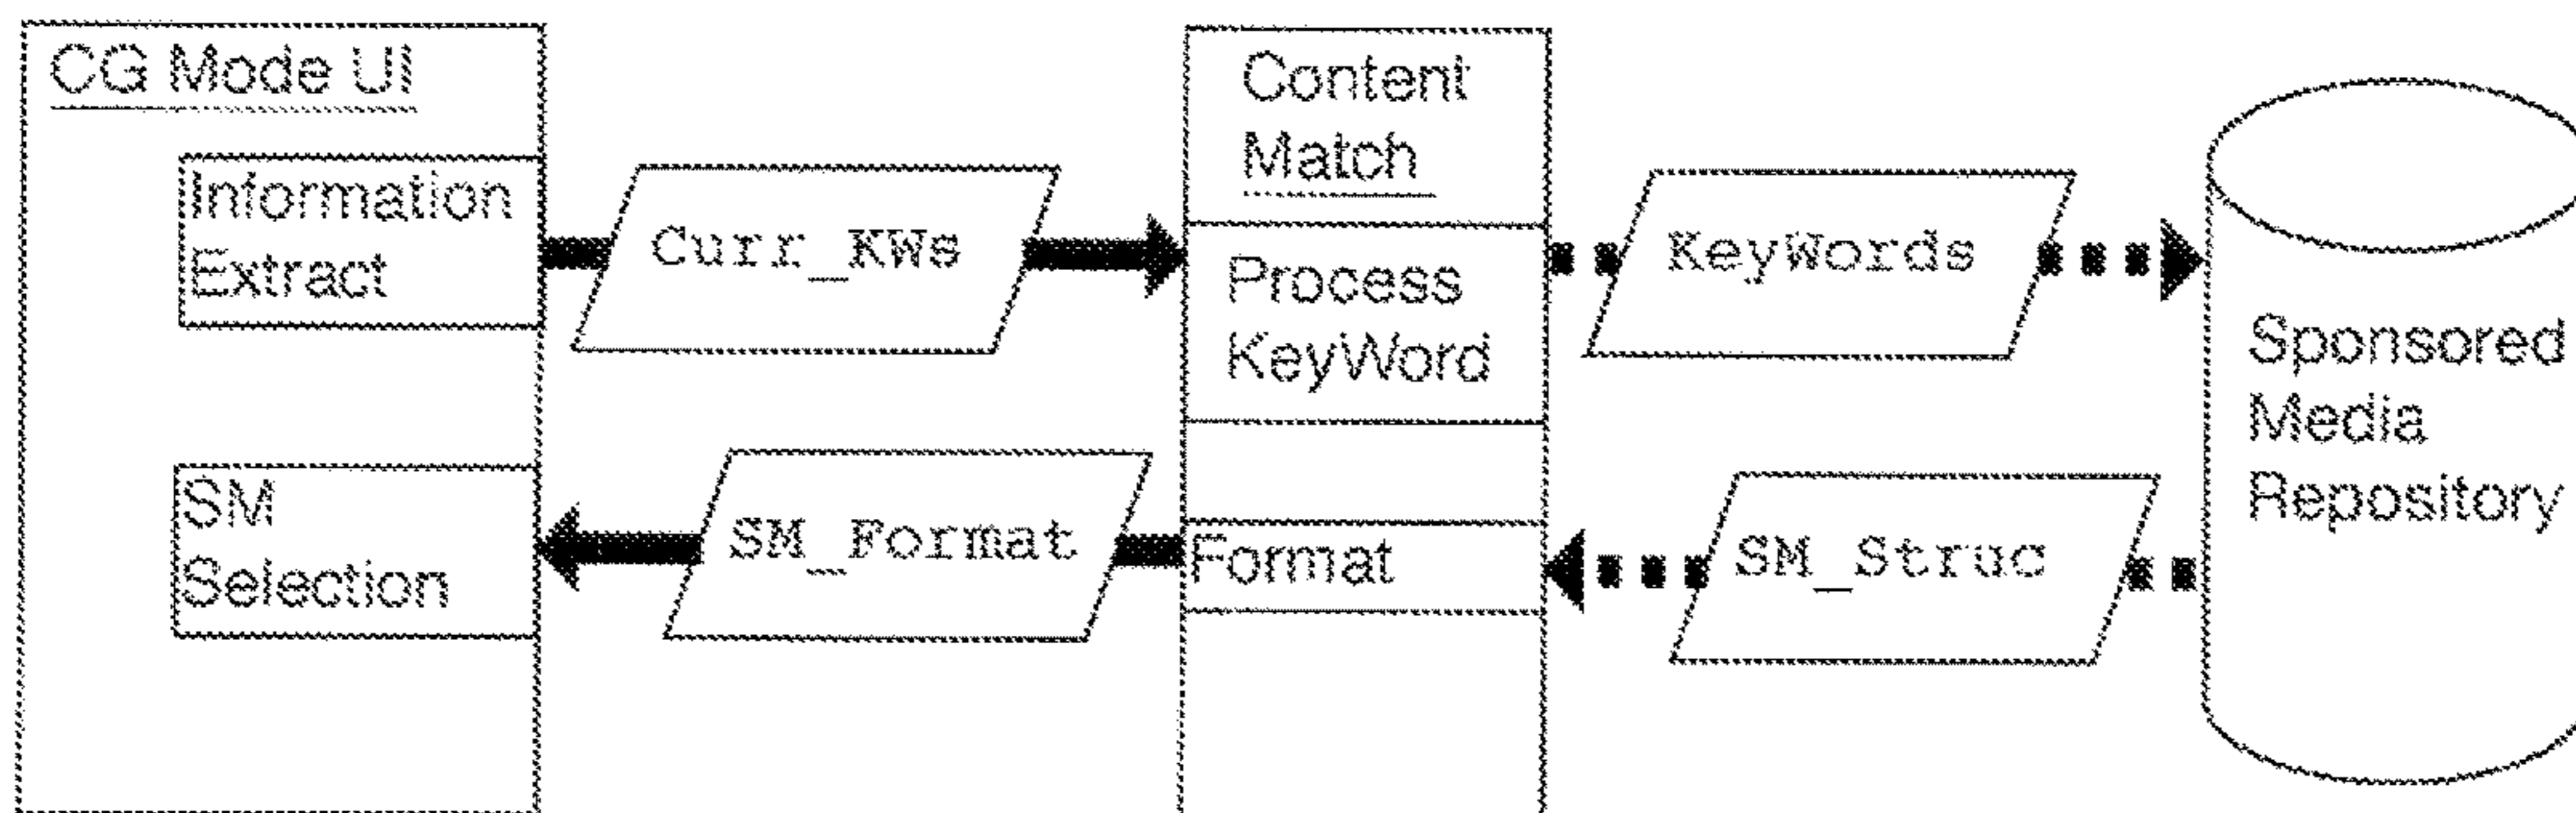 CG Mode UI
Information
Extract
Curr_KWs
Content
Match
Process
KeyWord
KeyWords
Sponsored
Media
Repository
SM
Selection
SM_Format
Format
SM_Struc